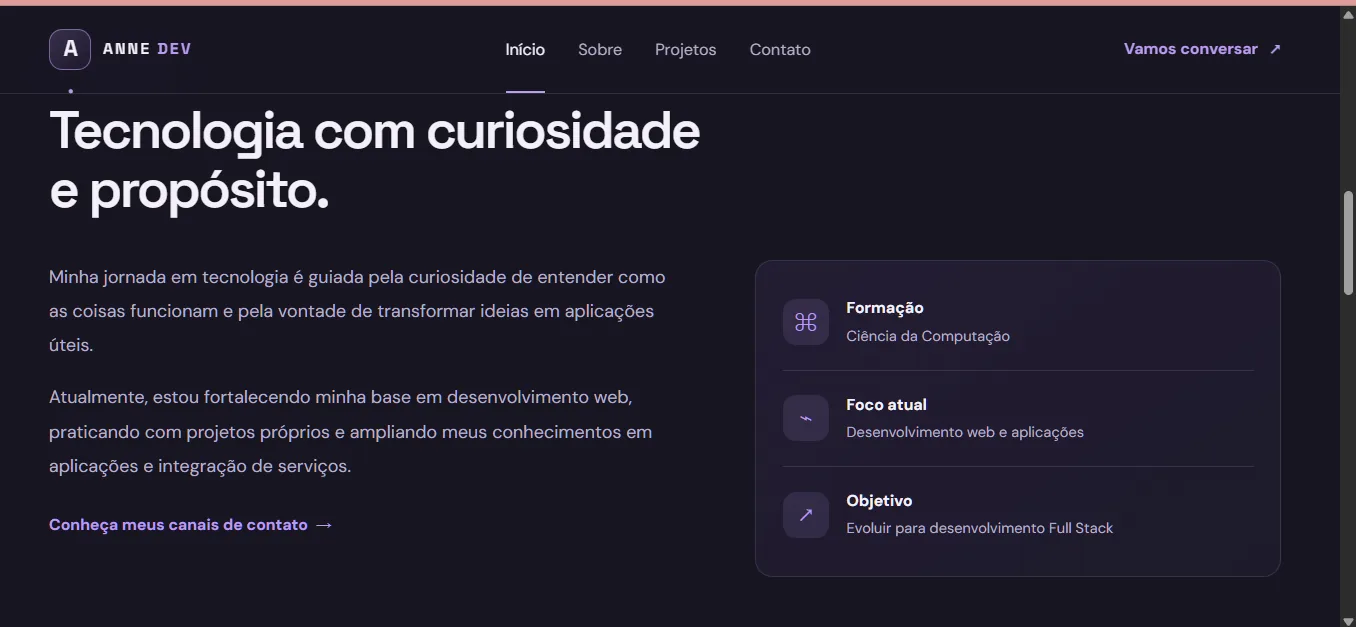 A ANNE DEV
Início
Sobre
Projetos
Contato
Vamos conversar ↗
Tecnologia com curiosidade
e propósito.
Minha jornada em tecnologia é guiada pela curiosidade de entender como
as coisas funcionam e pela vontade de transformar ideias em aplicações
úteis.
Atualmente, estou fortalecendo minha base em desenvolvimento web,
praticando com projetos próprios e ampliando meus conhecimentos em
aplicações e integração de serviços.
Conheça meus canais de contato →
⌘
Formação
Ciência da Computação
⌁
Foco atual
Desenvolvimento web e aplicações
↗
Objetivo
Evoluir para desenvolvimento Full Stack